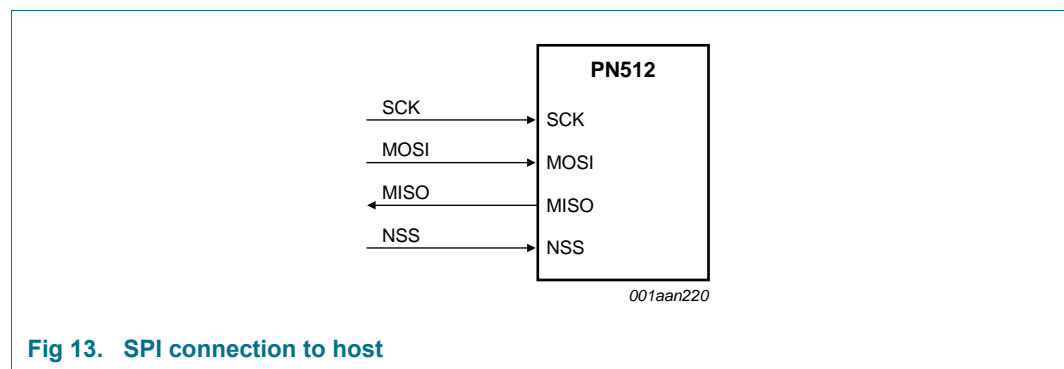 PN512
SCK
SCK
MOSI
MOSI
MISO
MISO
NSS
NSS
001aan220
Fig 13. SPI connection to host